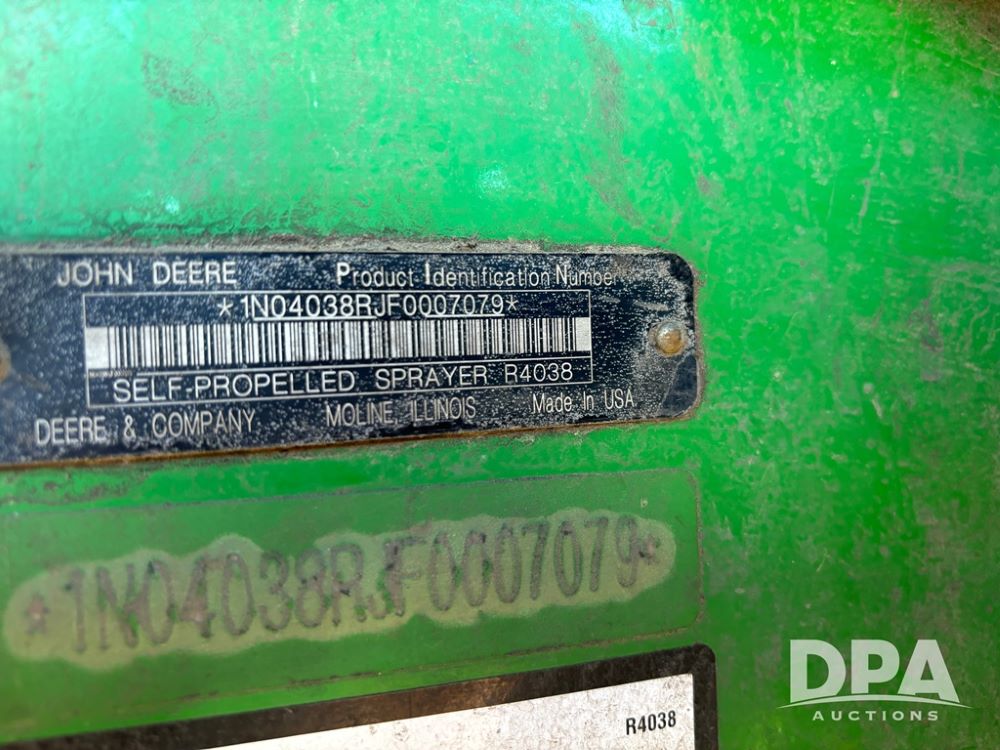 JOHN DEERE Product Identification Number
*1N04038RJF0007079*
SELF-PROPELLED SPRAYER R4038
DEERE & COMPANY MOLINE, ILLINOIS Made In USA
*1N04038RJF0007079*
R4038
DPA
AUCTIONS